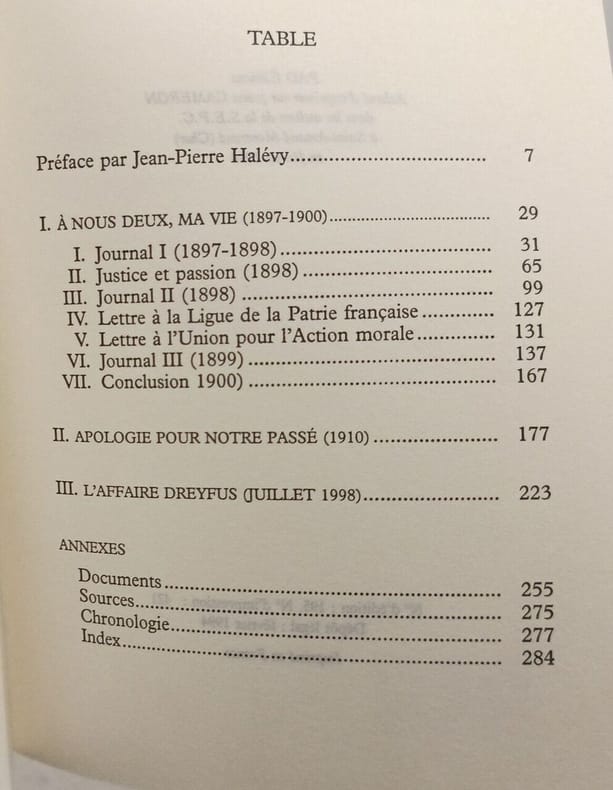 TABLE
Préface par Jean-Pierre Halévy................................... 7
I. À NOUS DEUX, MA VIE (1897-1900)................................... 29
I. Journal I (1897-1898)................................... 31
II. Justice et passion (1898)................................... 65
III. Journal II (1898)................................... 99
IV. Lettre à la Ligue de la Patrie française............. 127
V. Lettre à l'Union pour l'Action morale.............. 131
VI. Journal III (1899)................................... 137
VII. Conclusion 1900)................................... 167
II. APOLOGIE POUR NOTRE PASSÉ (1910)...................... 177
III. L'AFFAIRE DREYFUS (JUILLET 1998)........................ 223
ANNEXES
Documents................................... 255
Sources................................... 275
Chronologie................................... 277
Index................................... 284